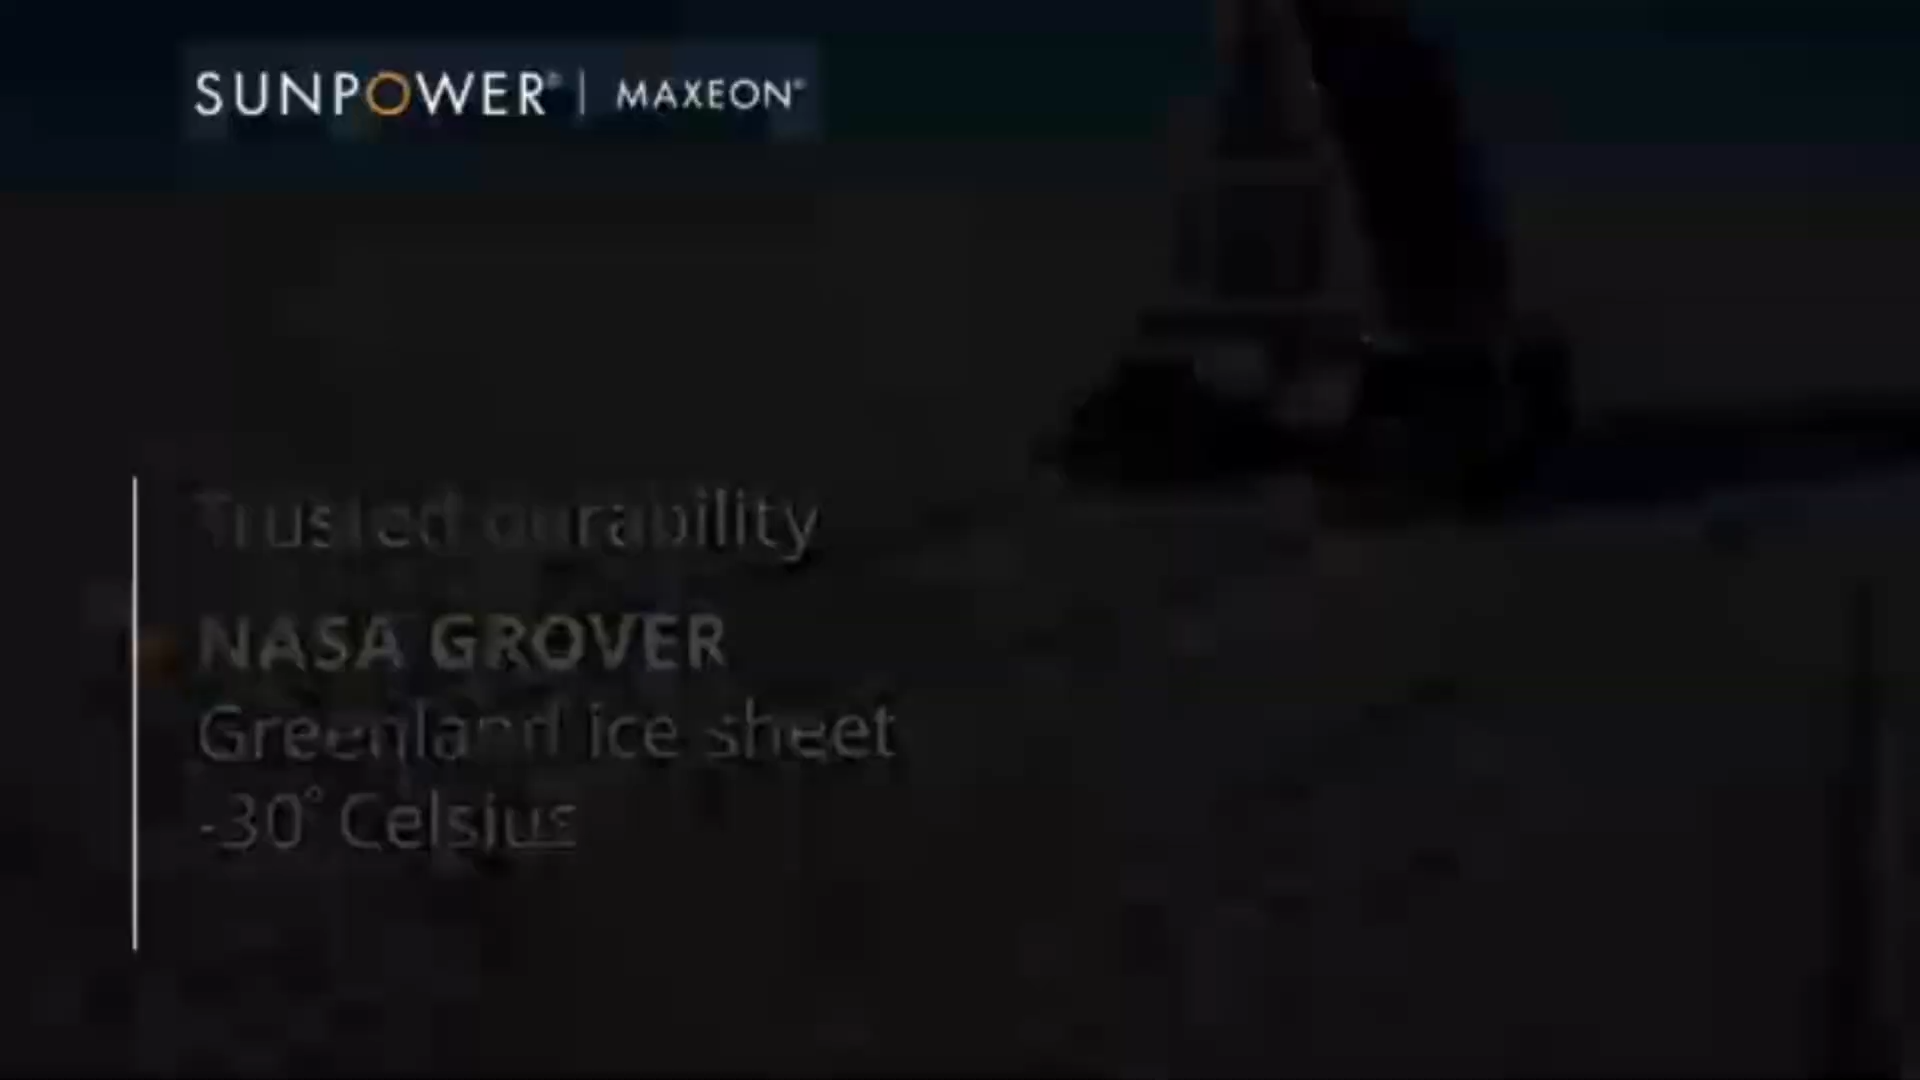 SUNPOWER® | MAXEON®
Trusted durability
NASA GROVER
Greenland ice sheet
-30° Celsius